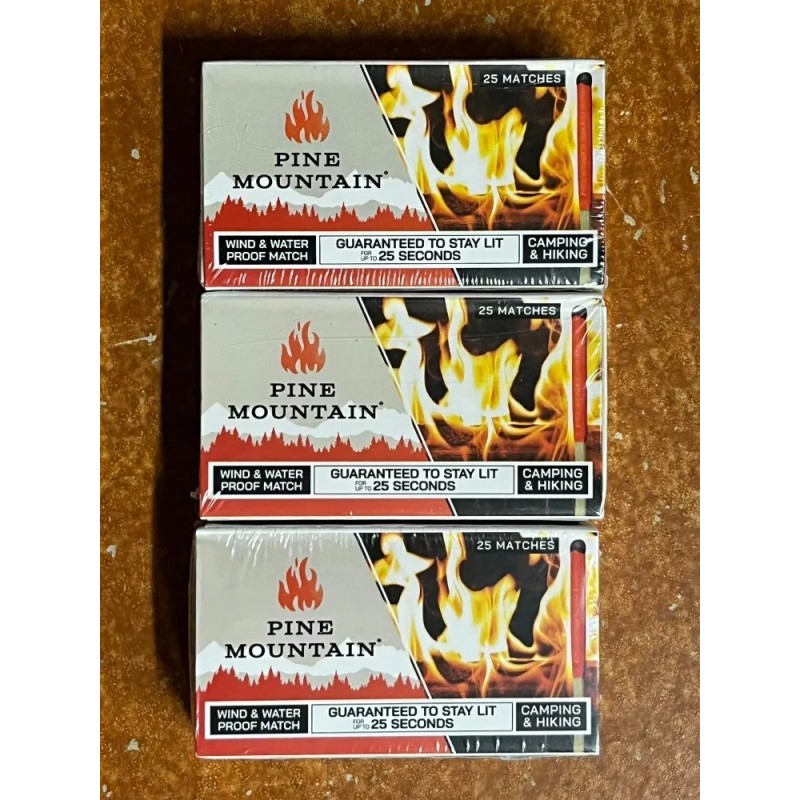 25 MATCHES
PINE
MOUNTAIN®
WIND & WATER
PROOF MATCH
GUARANTEED TO STAY LIT
FOR UP TO 25 SECONDS
CAMPING
& HIKING
25 MATCHES
PINE
MOUNTAIN®
WIND & WATER
PROOF MATCH
GUARANTEED TO STAY LIT
FOR UP TO 25 SECONDS
CAMPING
& HIKING
25 MATCHES
PINE
MOUNTAIN®
WIND & WATER
PROOF MATCH
GUARANTEED TO STAY LIT
FOR UP TO 25 SECONDS
CAMPING
& HIKING